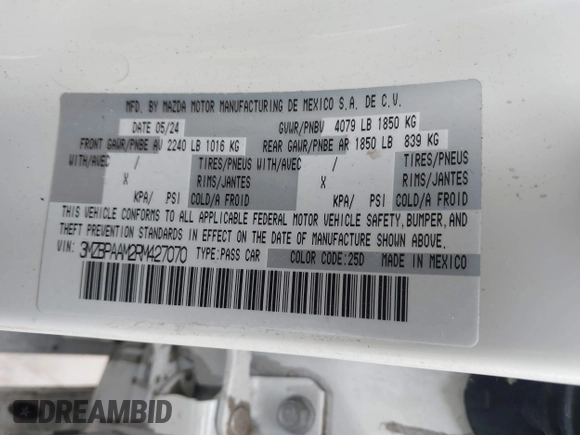 MFD. BY MAZDA MOTOR MANUFACTURING DE MEXICO S.A. DE C.V.
DATE 05/24 GVWR/PNBV 4079 LB 1850 KG
FRONT GAWR/PNBE AV 2240 LB 1016 KG REAR GAWR/PNBE AR 1850 LB 839 KG
WITH/AVEC / TIRES/PNEUS WITH/AVEC / TIRES/PNEUS
X RIMS/JANTES X RIMS/JANTES
KPA/ PSI COLD/A FROID KPA/ PSI COLD/A FROID
THIS VEHICLE CONFORMS TO ALL APPLICABLE FEDERAL MOTOR VEHICLE SAFETY, BUMPER, AND
THEFT PREVENTION STANDARDS IN EFFECT ON THE DATE OF MANUFACTURE SHOWN ABOVE.
VIN: 3MZBPAAM2RM427070 TYPE:PASS CAR COLOR CODE:25D MADE IN MEXICO
DREAMBID